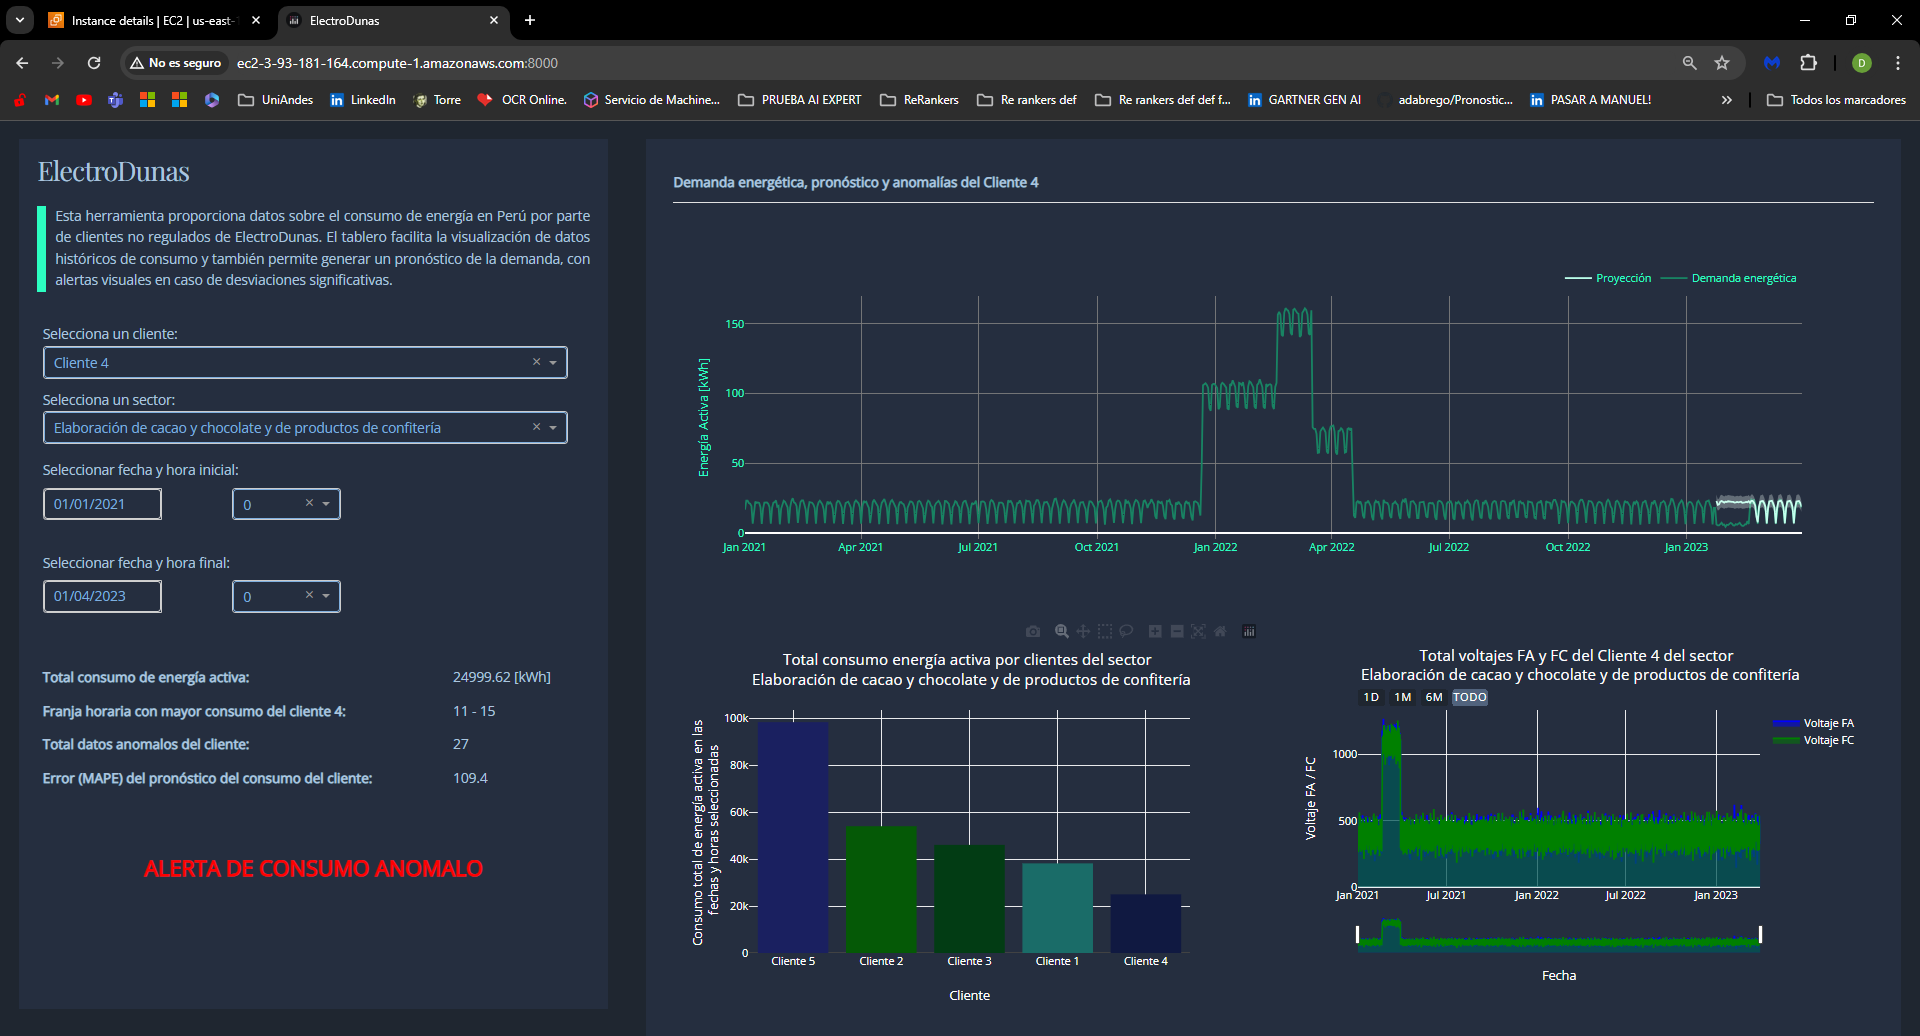 Instance details | EC2 | us-east-
ElectroDunas
No es seguro
ec2-3-93-181-164.compute-1.amazonaws.com:8000
D
UniAndes
LinkedIn
Torre
OCR Online.
Servicio de Machine...
PRUEBA AI EXPERT
ReRankers
Re rankers def
Re rankers def def f...
GARTNER GEN AI
adabrego/Pronostic...
PASAR A MANUEL!
Todos los marcadores
ElectroDunas
Esta herramienta proporciona datos sobre el consumo de energía en Perú por parte
de clientes no regulados de ElectroDunas. El tablero facilita la visualización de datos
históricos de consumo y también permite generar un pronóstico de la demanda, con
alertas visuales en caso de desviaciones significativas.
Selecciona un cliente:
Cliente 4
Selecciona un sector:
Elaboración de cacao y chocolate y de productos de confitería
Seleccionar fecha y hora inicial:
01/01/2021
0
Seleccionar fecha y hora final:
01/04/2023
0
Total consumo de energía activa: 24999.62 [kWh]
Franja horaria con mayor consumo del cliente 4: 11 - 15
Total datos anomalos del cliente: 27
Error (MAPE) del pronóstico del consumo del cliente: 109.4
ALERTA DE CONSUMO ANOMALO
Demanda energética, pronóstico y anomalías del Cliente 4
Proyección
Demanda energética
Energía Activa [kWh]
150
100
50
0
Jan 2021
Apr 2021
Jul 2021
Oct 2021
Jan 2022
Apr 2022
Jul 2022
Oct 2022
Jan 2023
Total consumo energía activa por clientes del sector
Elaboración de cacao y chocolate y de productos de confitería
Consumo total de energía activa en las
fechas y horas seleccionadas
100k
80k
60k
40k
20k
0
Cliente 5
Cliente 2
Cliente 3
Cliente 1
Cliente 4
Cliente
Total voltajes FA y FC del Cliente 4 del sector
Elaboración de cacao y chocolate y de productos de confitería
1D
1M
6M
TODO
Voltaje FA
Voltaje FC
Voltaje FA / FC
1000
500
0
Jan 2021
Jul 2021
Jan 2022
Jul 2022
Jan 2023
Fecha